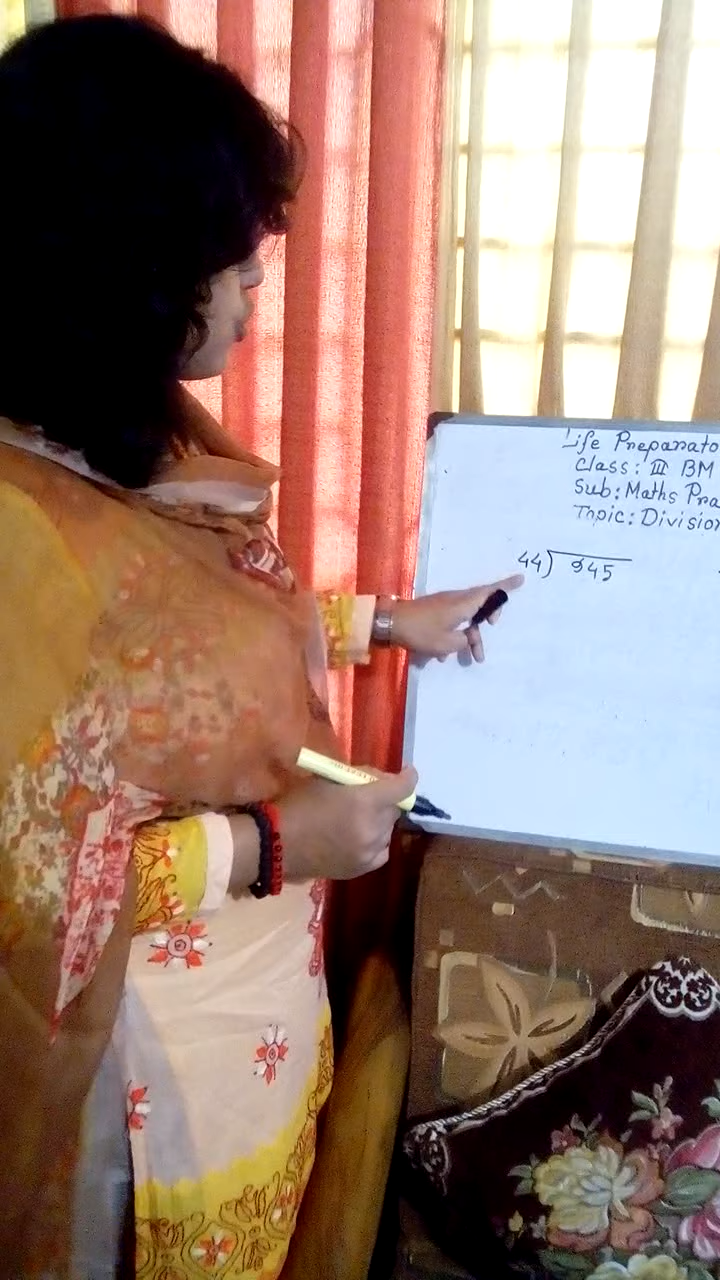 Life Preparato
Class: III BM
Sub: Maths Pra
Topic: Division
44) 945